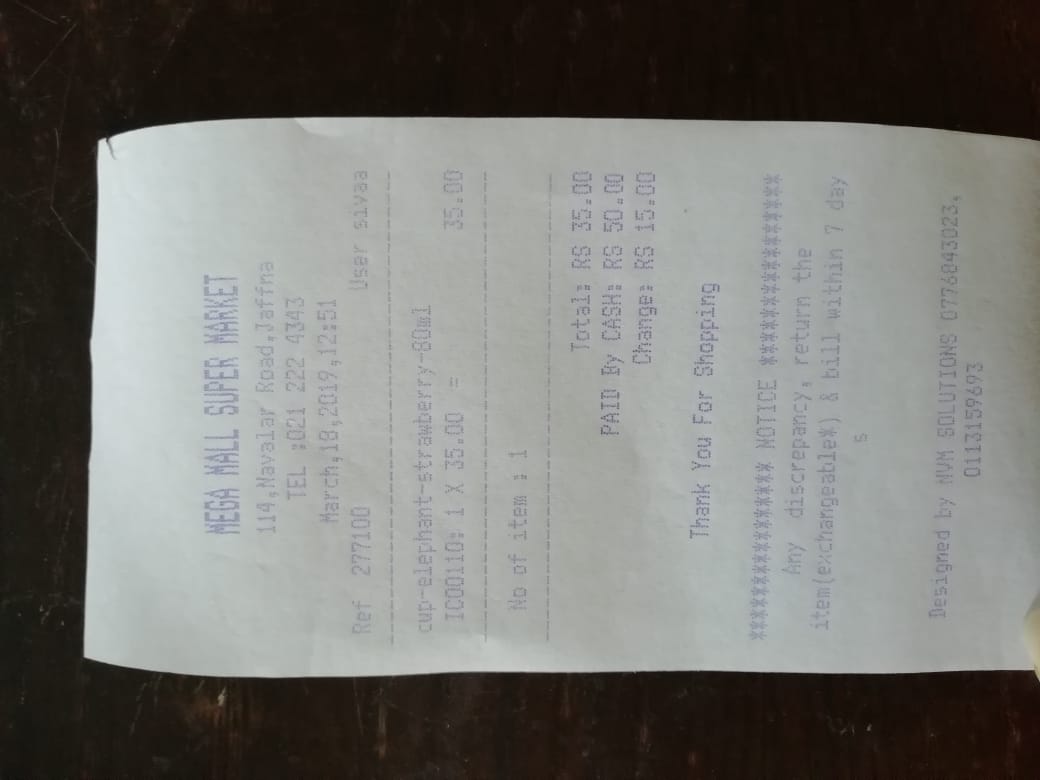 MEGA MALL SUPER MARKET
114,Navalar Road,Jaffna
TEL :021 222 4343
March,18,2019,12:51
Ref 277100 User sivaa
cup-elephant-strawberry-80ml
IC00110: 1 X 35.00 = 35.00
No of item : 1
Total: RS 35.00
PAID By CASH: RS 50.00
Change: RS 15.00
Thank You For Shopping
************* NOTICE *************
Any discrepancy, return the
item(exchangeable*) & bill within 7 day
s
Designed by NVM SOLUTIONS 0776843023,
0113159693